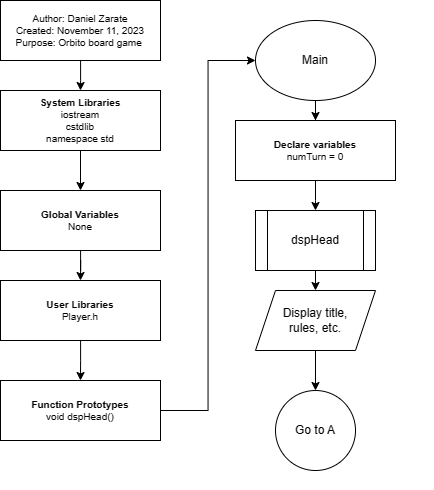 Author: Daniel Zarate
Created: November 11, 2023
Purpose: Orbito board game
System Libraries
iostream
cstdlib
namespace std
Global Variables
None
User Libraries
Player.h
Function Prototypes
void dspHead()
Main
Declare variables
numTurn = 0
dspHead
Display title,
rules, etc.
Go to A